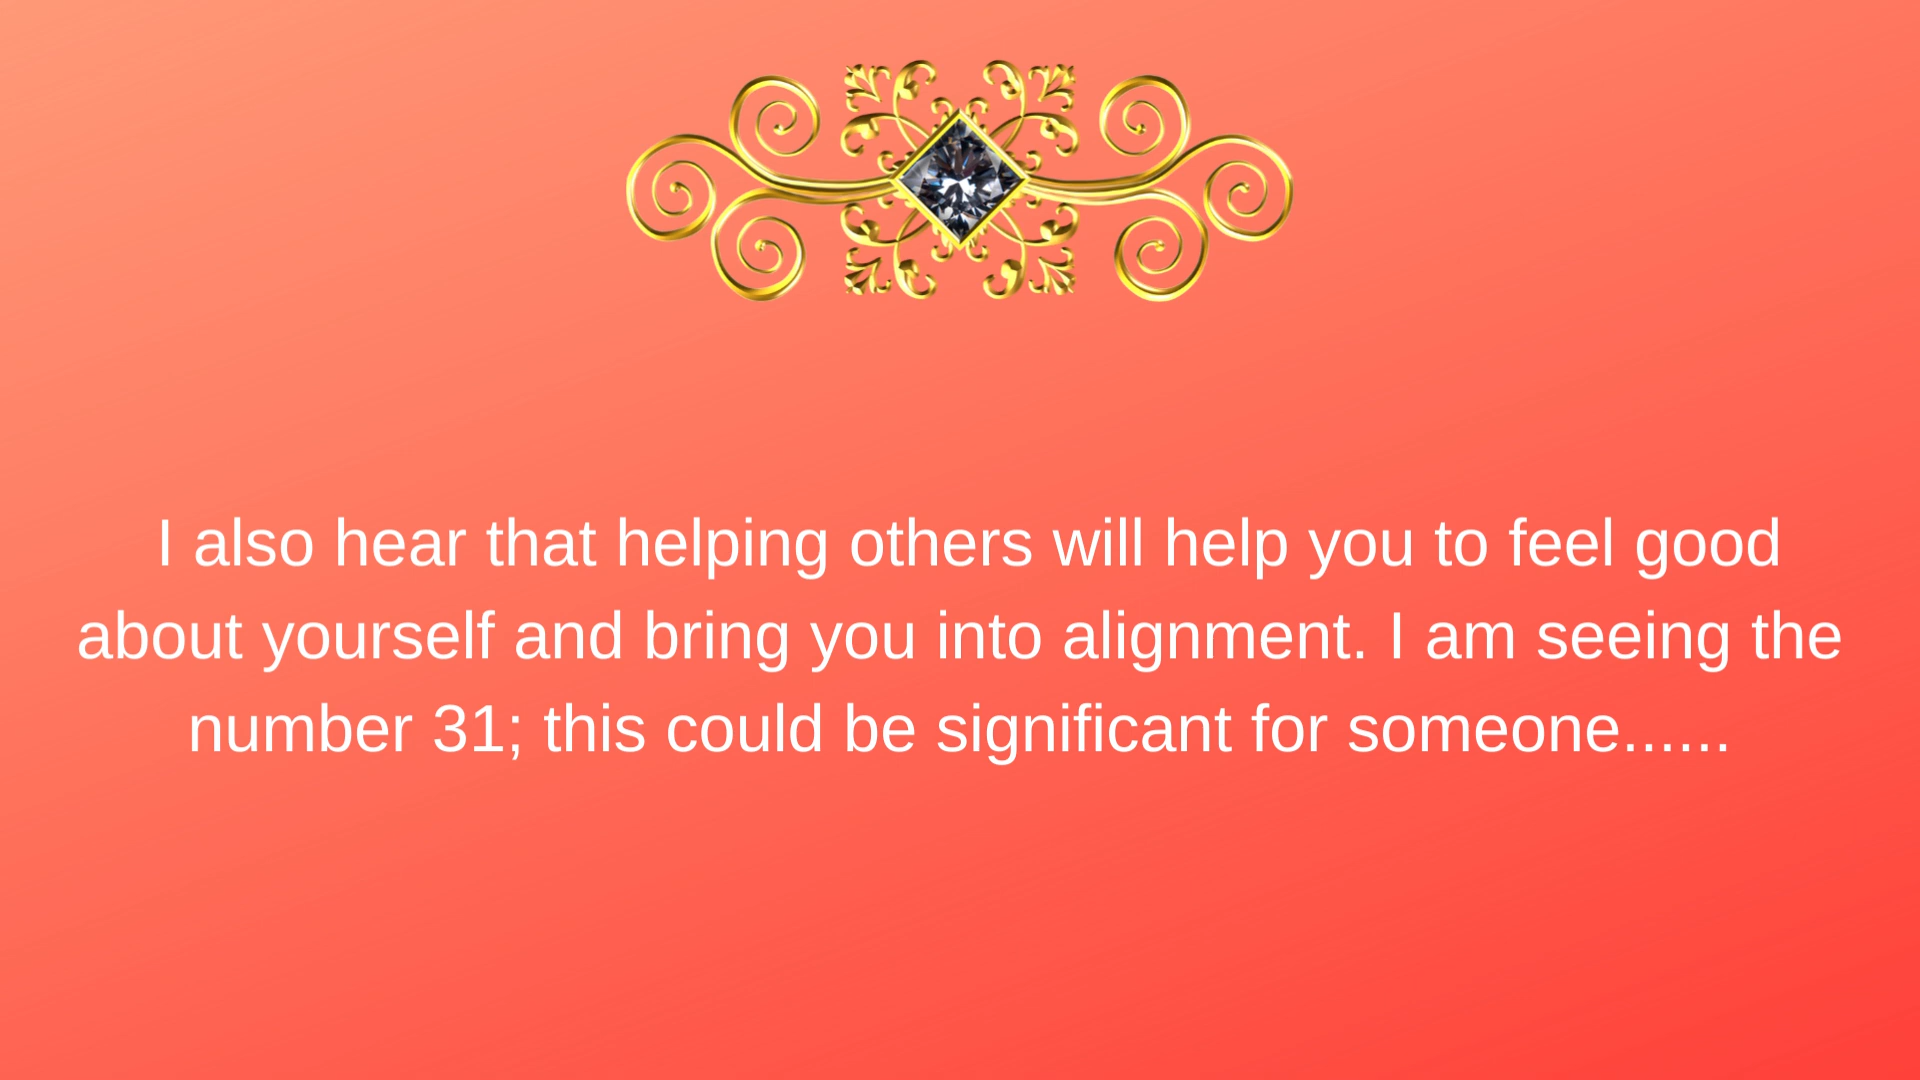 I also hear that helping others will help you to feel good
about yourself and bring you into alignment. I am seeing the
number 31; this could be significant for someone......